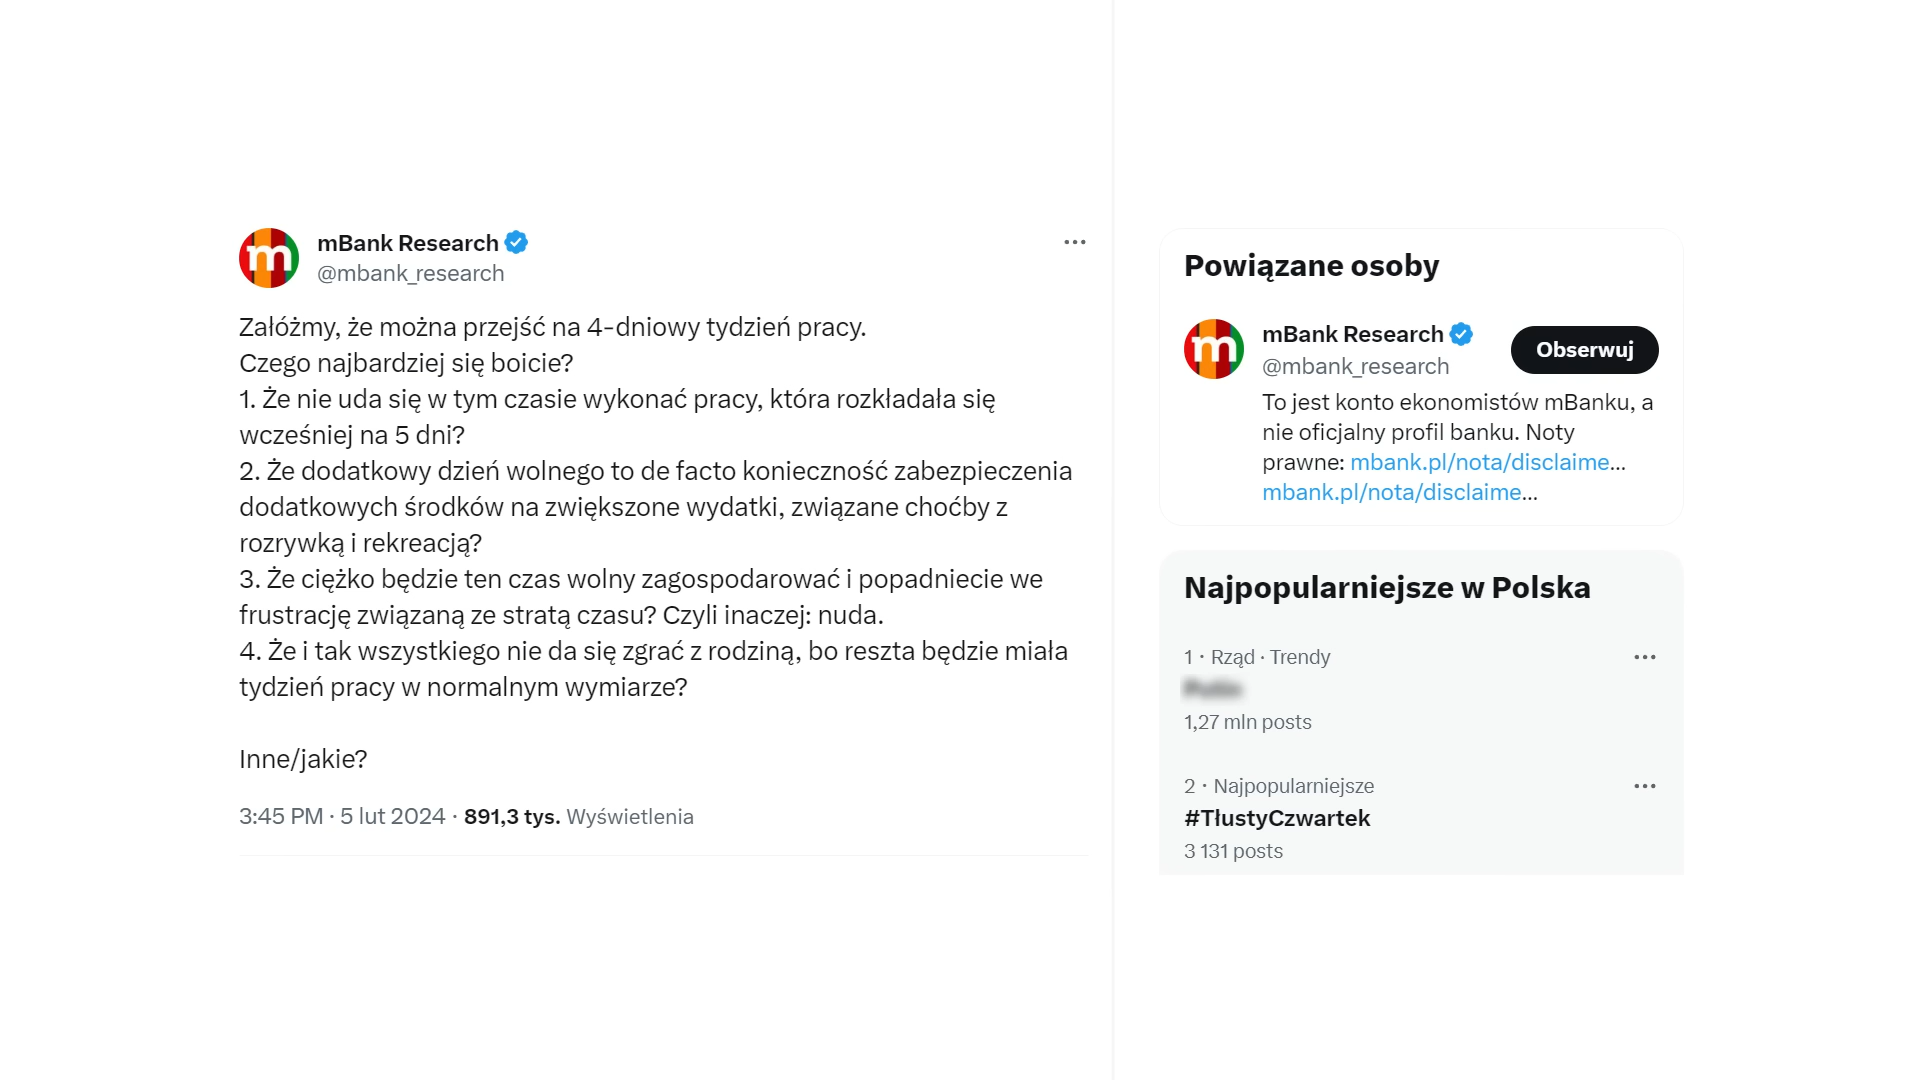 mBank Research
@mbank_research
Załóżmy, że można przejść na 4-dniowy tydzień pracy.
Czego najbardziej się boicie?
1. Że nie uda się w tym czasie wykonać pracy, która rozkładała się
wcześniej na 5 dni?
2. Że dodatkowy dzień wolnego to de facto konieczność zabezpieczenia
dodatkowych środków na zwiększone wydatki, związane choćby z
rozrywką i rekreacją?
3. Że ciężko będzie ten czas wolny zagospodarować i popadniecie we
frustrację związaną ze stratą czasu? Czyli inaczej: nuda.
4. Że i tak wszystkiego nie da się zgrać z rodziną, bo reszta będzie miała
tydzień pracy w normalnym wymiarze?
Inne/jakie?
3:45 PM · 5 lut 2024 · 891,3 tys. Wyświetlenia
Powiązane osoby
mBank Research
@mbank_research
Obserwuj
To jest konto ekonomistów mBanku, a
nie oficjalny profil banku. Noty
prawne: mbank.pl/nota/disclaime...
mbank.pl/nota/disclaime...
Najpopularniejsze w Polska
1 · Rząd · Trendy
1,27 mln posts
2 · Najpopularniejsze
#TłustyCzwartek
3 131 posts